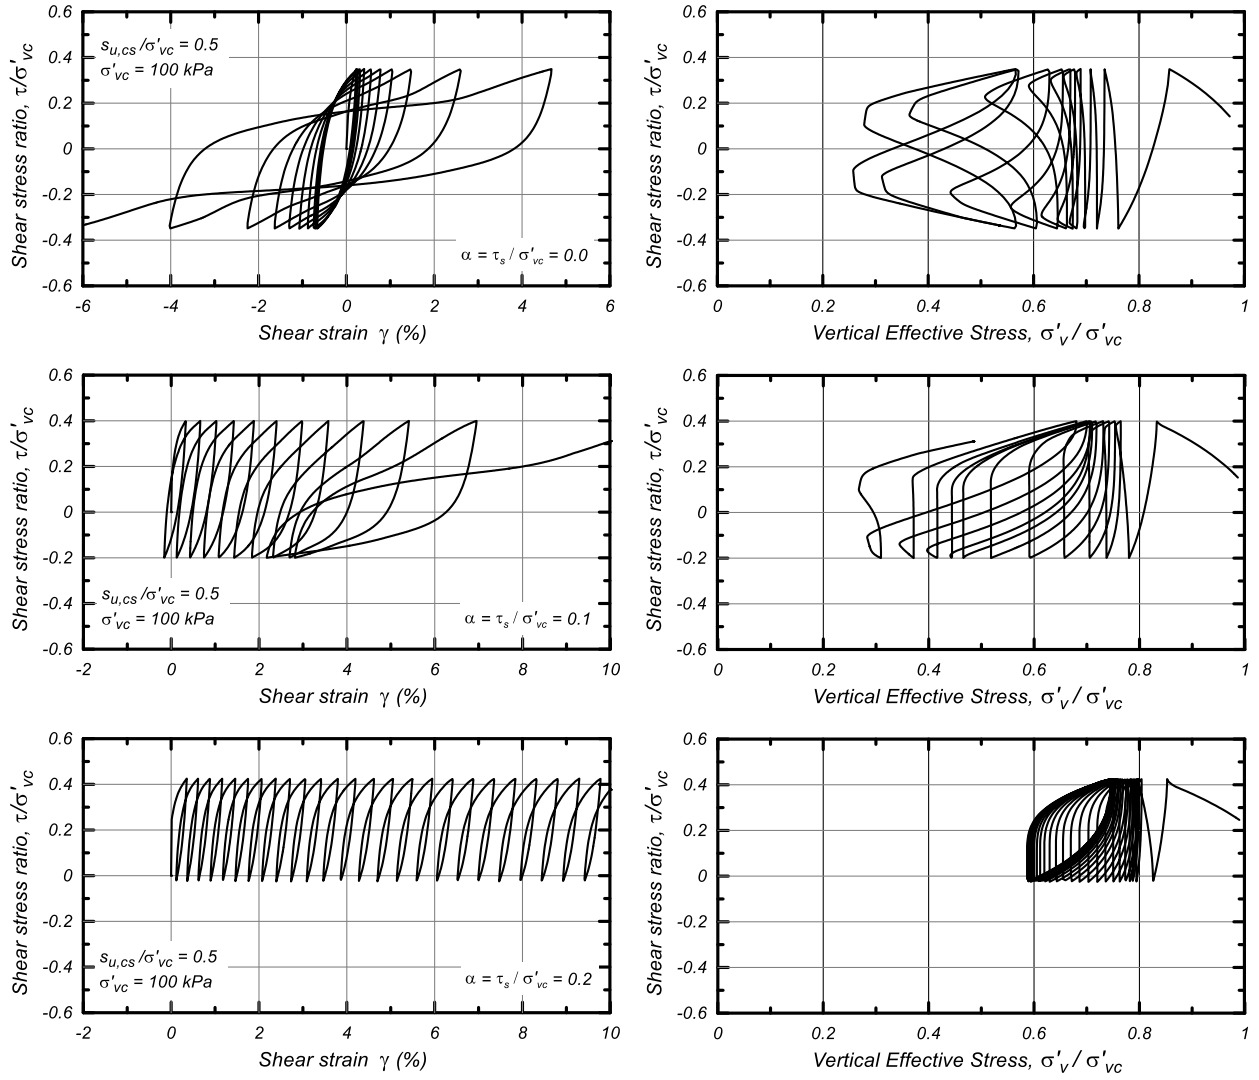 0.6
0.4
0.2
0
-0.2
-0.4
-0.6
Shear stress ratio, τ/σ'vc
su,cs/σ'vc = 0.5
σ'vc = 100 kPa
α = τs / σ'vc = 0.0
-6 -4 -2 0 2 4 6
Shear strain γ (%)
0.6
0.4
0.2
0
-0.2
-0.4
-0.6
Shear stress ratio, τ/σ'vc
0 0.2 0.4 0.6 0.8 1
Vertical Effective Stress, σ'v / σ'vc
0.6
0.4
0.2
0
-0.2
-0.4
-0.6
Shear stress ratio, τ/σ'vc
su,cs/σ'vc = 0.5
σ'vc = 100 kPa
α = τs / σ'vc = 0.1
-2 0 2 4 6 8 10
Shear strain γ (%)
0.6
0.4
0.2
0
-0.2
-0.4
-0.6
Shear stress ratio, τ/σ'vc
0 0.2 0.4 0.6 0.8 1
Vertical Effective Stress, σ'v / σ'vc
0.6
0.4
0.2
0
-0.2
-0.4
-0.6
Shear stress ratio, τ/σ'vc
su,cs/σ'vc = 0.5
σ'vc = 100 kPa
α = τs / σ'vc = 0.2
-2 0 2 4 6 8 10
Shear strain γ (%)
0.6
0.4
0.2
0
-0.2
-0.4
-0.6
Shear stress ratio, τ/σ'vc
0 0.2 0.4 0.6 0.8 1
Vertical Effective Stress, σ'v / σ'vc